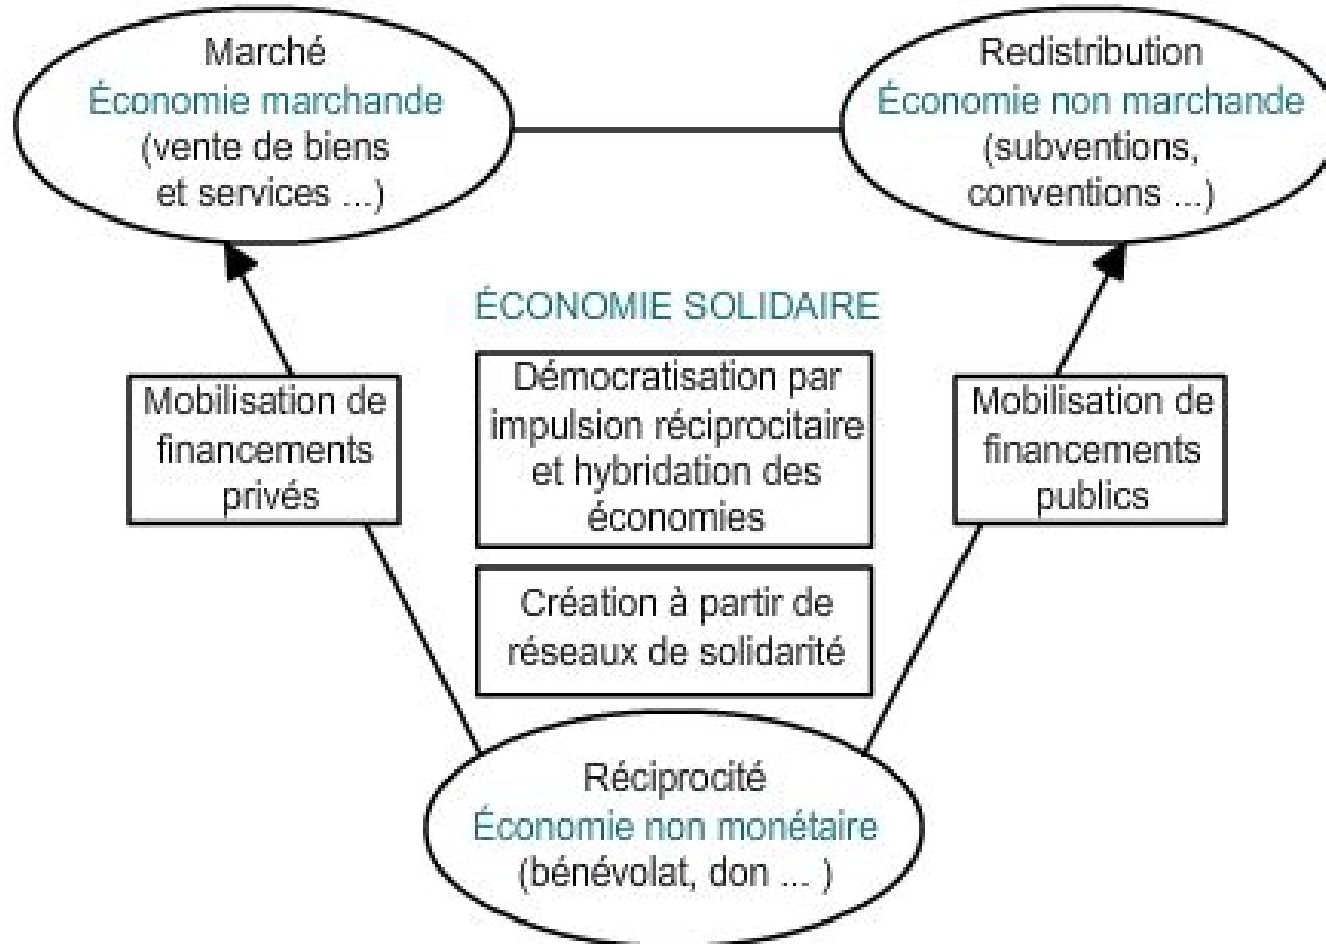 Marché
Économie marchande
(vente de biens
et services ...)
Redistribution
Économie non marchande
(subventions,
conventions ...)
ÉCONOMIE SOLIDAIRE
Mobilisation de
financements
privés
Démocratisation par
impulsion réciprocitaire
et hybridation des
économies
Mobilisation de
financements
publics
Création à partir de
réseaux de solidarité
Réciprocité
Économie non monétaire
(bénévolat, don ... )